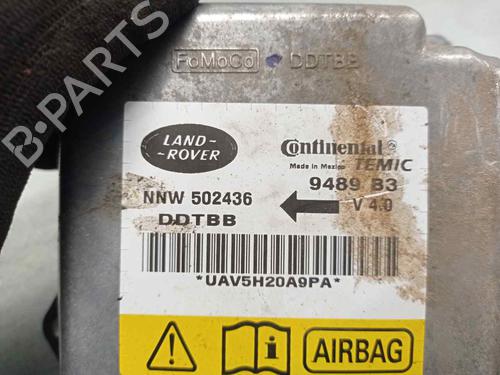 FoMoCo DDTBB
B-PARTS
LAND-
-ROVER
Continental
Made in Mexico TEMIC
NNW 502436
9489 B3
DDTBB
V 4.0
*UAV5H20A9PA*
AIRBAG